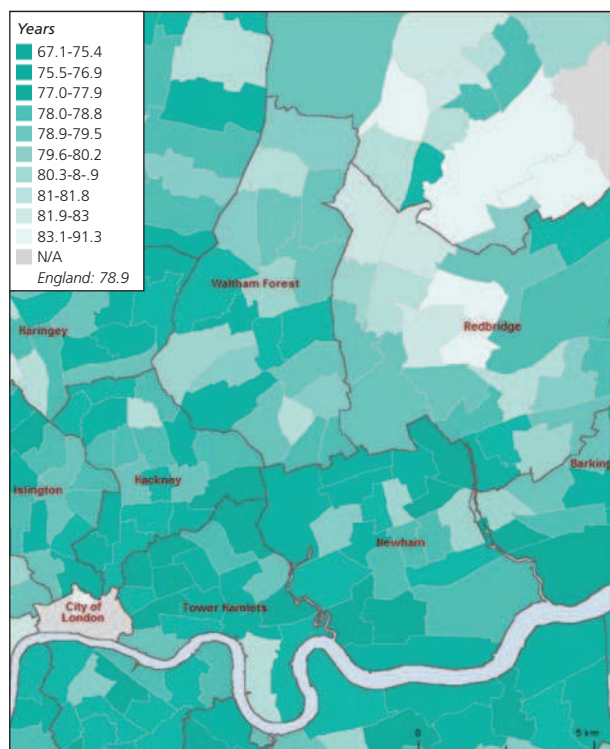 Years
67.1-75.4
75.5-76.9
77.0-77.9
78.0-78.8
78.9-79.5
79.6-80.2
80.3-8-.9
81-81.8
81.9-83
83.1-91.3
N/A
England: 78.9
Waltham Forest
Haringey
Redbridge
Islington
Hackney
Barking
Newham
City of
London
Tower Hamlets
0
5 km